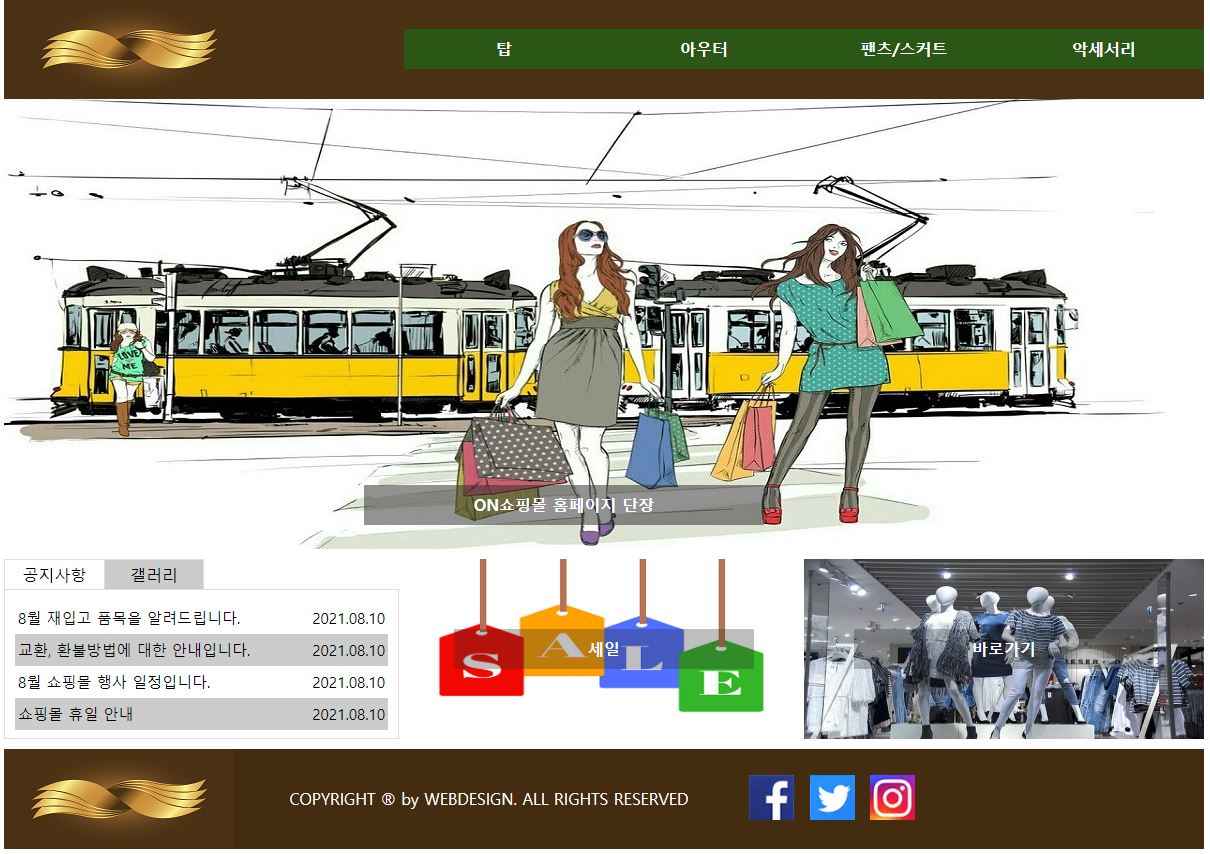 탑 아우터 팬츠/스커트 악세서리
LOVE
ME
ON쇼핑몰 홈페이지 단장
공지사항 갤러리
8월 재입고 품목을 알려드립니다. 2021.08.10
교환, 환불방법에 대한 안내입니다. 2021.08.10
8월 쇼핑몰 행사 일정입니다. 2021.08.10
쇼핑몰 휴일 안내 2021.08.10
SALE
세일
바로가기
COPYRIGHT ® by WEBDESIGN. ALL RIGHTS RESERVED